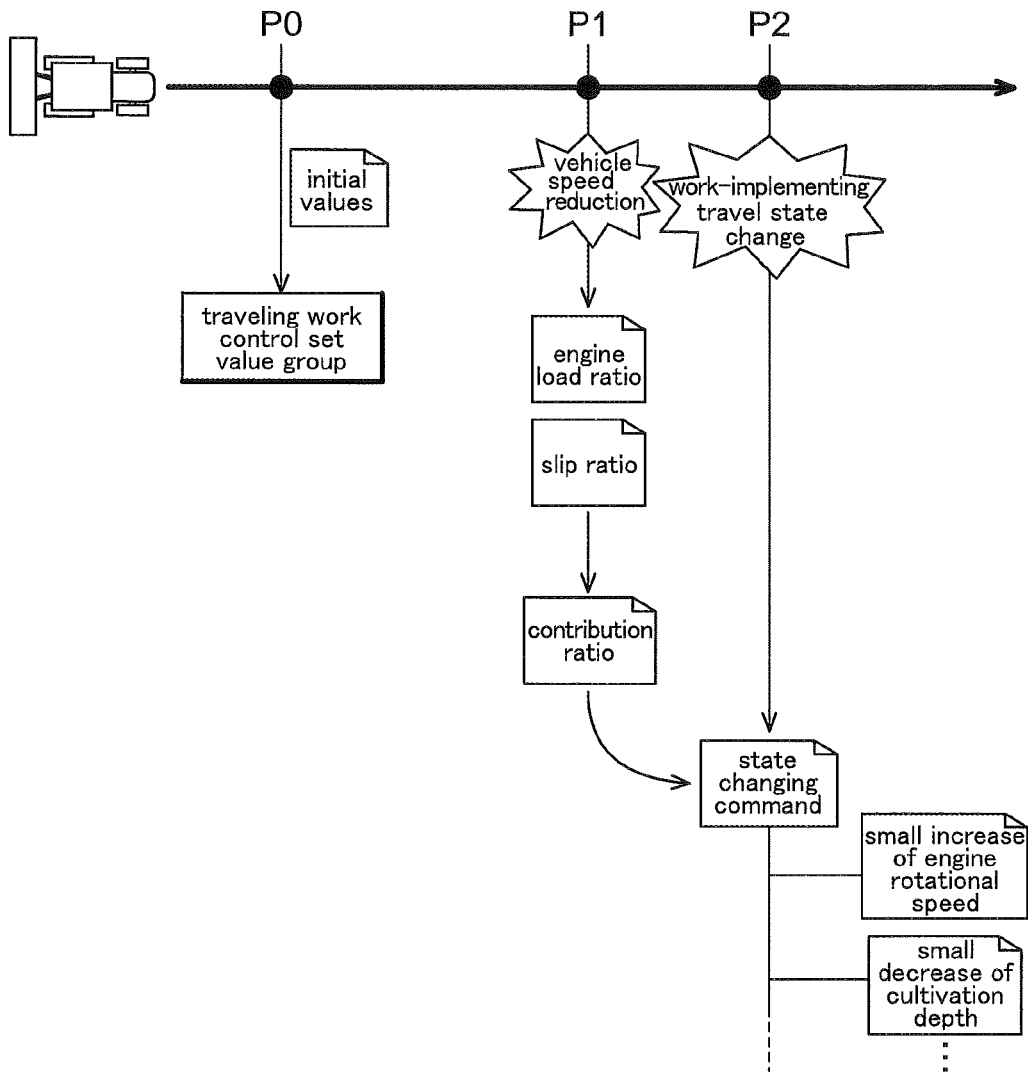 P0
P1
P2
initial
values
traveling work
control set
value group
vehicle
speed
reduction
work-implementing
travel state
change
engine
load ratio
slip ratio
contribution
ratio
state
changing
command
small increase
of engine
rotational
speed
small
decrease of
cultivation
depth